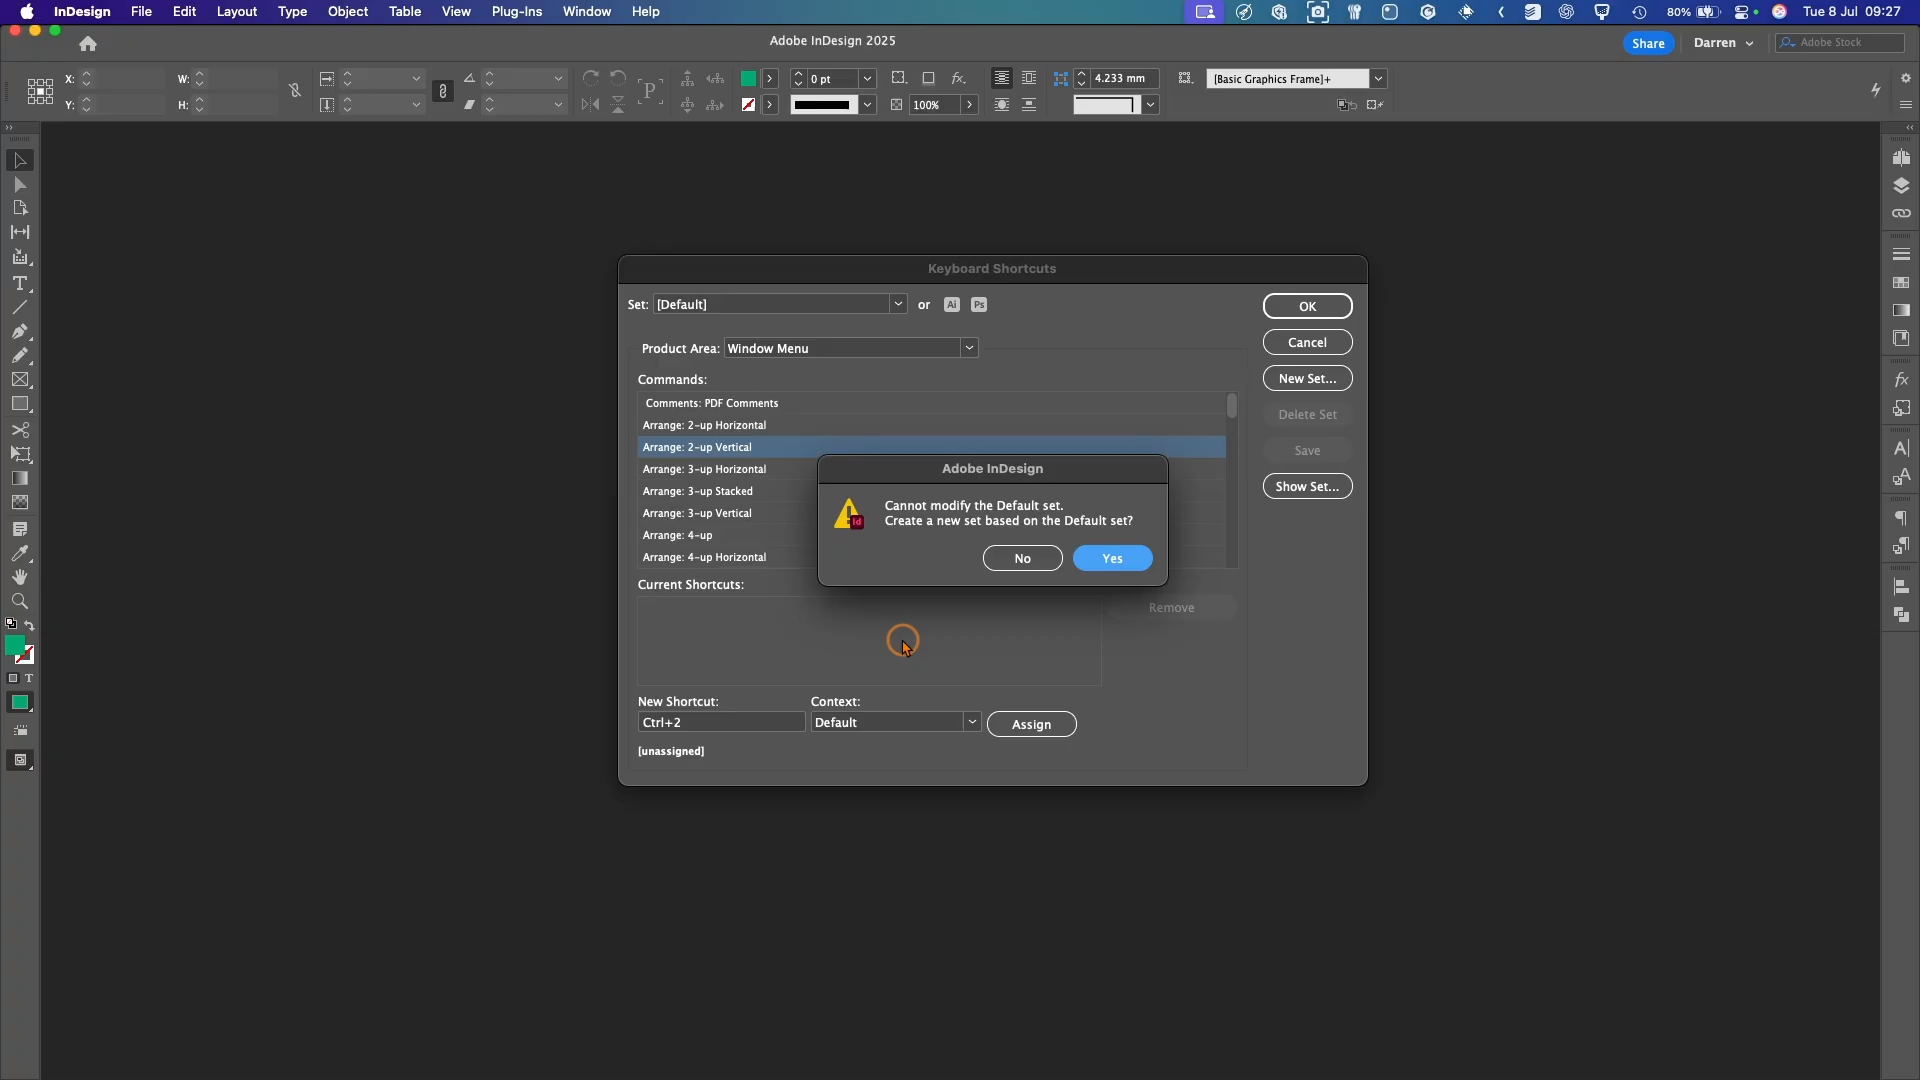 InDesign File Edit Layout Type Object Table View Plug-Ins Window Help 80% Tue 8 Jul 09:27
Adobe InDesign 2025 Share Darren Adobe Stock
X: W: 0 pt fx. 4.233 mm [Basic Graphics Frame]+
Y: H: 100%
P
Keyboard Shortcuts
Set: [Default] or Ai Ps OK
Product Area: Window Menu Cancel
Commands: New Set...
Comments: PDF Comments
Delete Set
Arrange: 2-up Horizontal
Arrange: 2-up Vertical Save
Arrange: 3-up Horizontal
Arrange: 3-up Stacked Show Set...
Arrange: 3-up Vertical
Arrange: 4-up
Arrange: 4-up Horizontal
Adobe InDesign
Cannot modify the Default set.
Id
Create a new set based on the Default set?
No Yes
Current Shortcuts:
Remove
New Shortcut: Context:
Ctrl+2 Default Assign
[unassigned]
T
T
fx
A
A